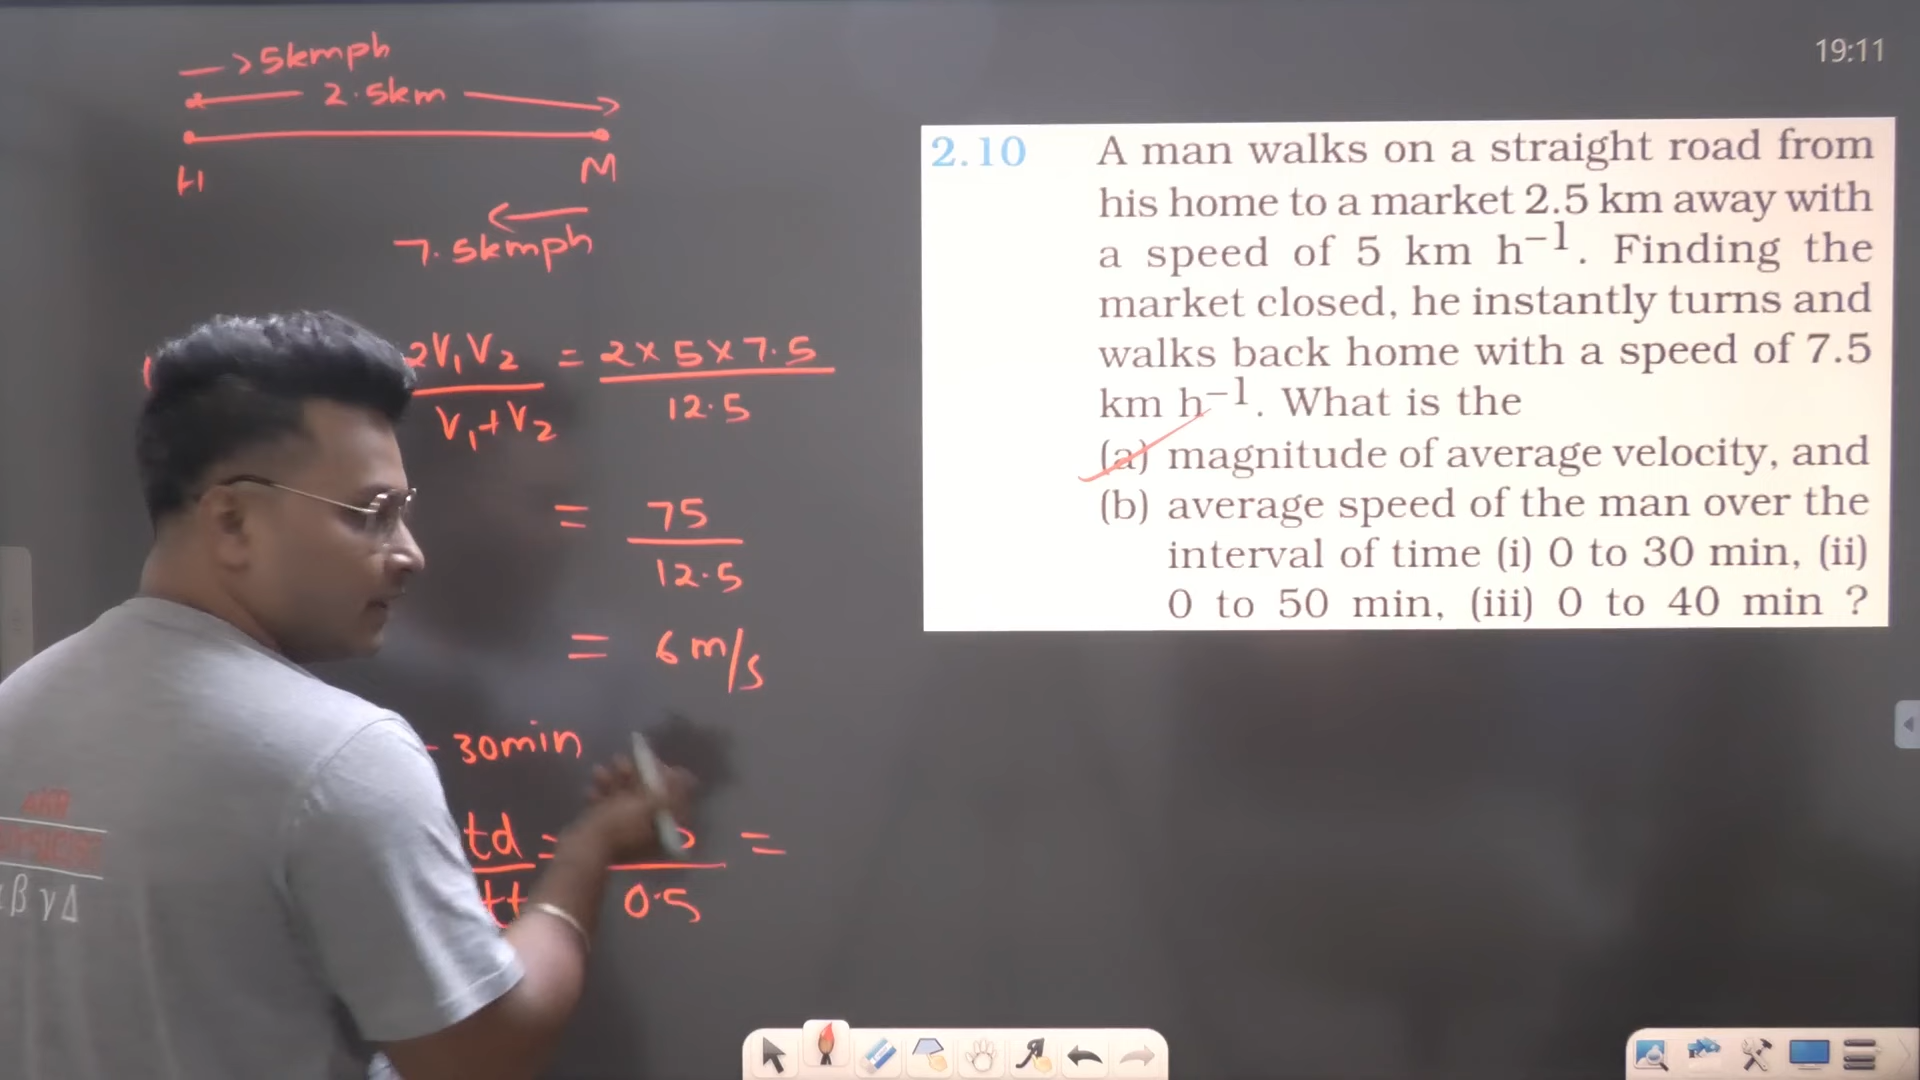 19:11
→ 5kmph
2.5km
H M
7.5kmph
2V₁V₂ / V₁+V₂ = 2×5×7.5 / 12.5
= 75 / 12.5
= 6m/s
- 30min
td = / 0.5 =
2.10 A man walks on a straight road from
his home to a market 2.5 km away with
a speed of 5 km h⁻¹. Finding the
market closed, he instantly turns and
walks back home with a speed of 7.5
km h⁻¹. What is the
(a) magnitude of average velocity, and
(b) average speed of the man over the
interval of time (i) 0 to 30 min, (ii)
0 to 50 min, (iii) 0 to 40 min ?
β γ Δ